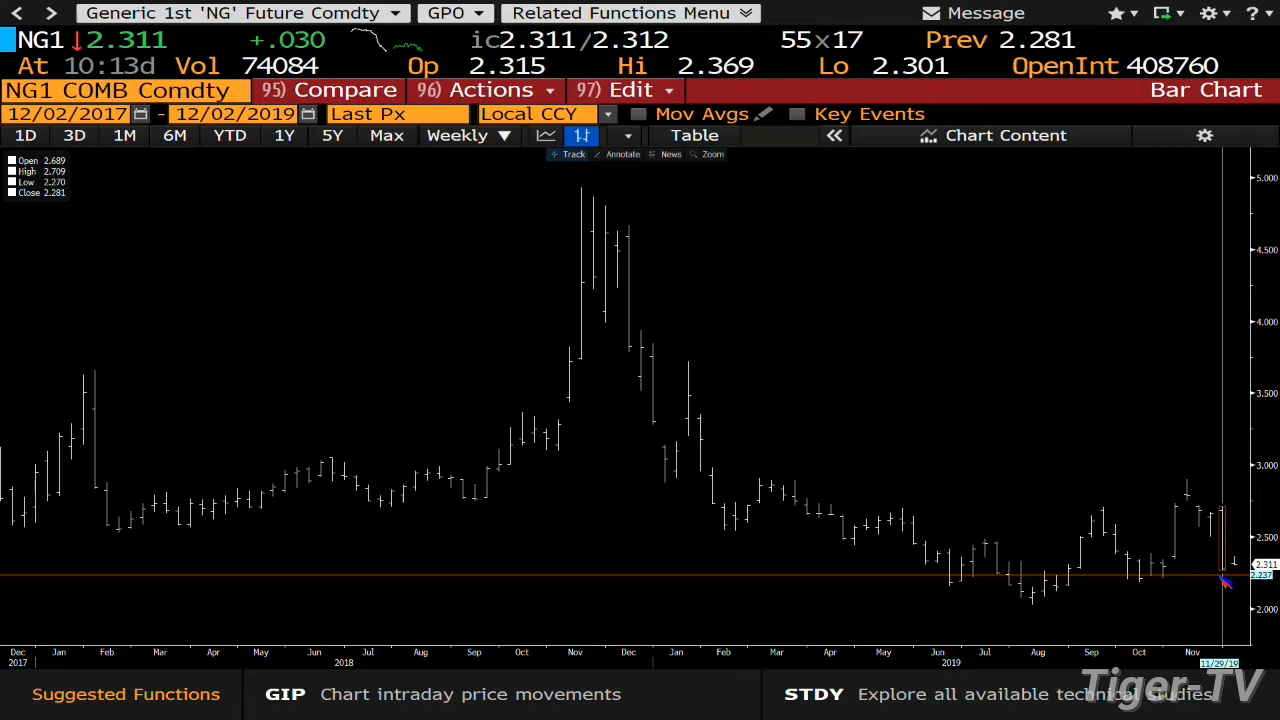 Generic 1st 'NG' Future Comdty GPO Related Functions Menu Message ?
NG1 2.311 +.030 ic2.311/2.312 55x17 Prev 2.281
At 10:13d Vol 74084 Op 2.315 Hi 2.369 Lo 2.301 OpenInt 408760
NG1 COMB Comdty 95) Compare 96) Actions 97) Edit Bar Chart
12/02/2017 - 12/02/2019 Last Px Local CCY Mov Avgs Key Events
1D 3D 1M 6M YTD 1Y 5Y Max Weekly Table Chart Content
Track Annotate News Zoom
Open 2.689
High 2.709
Low 2.270
Close 2.281
5.000
4.500
4.000
3.500
3.000
2.500
2.311
2.237
2.000
Dec Jan Feb Mar Apr May Jun Jul Aug Sep Oct Nov Dec Jan Feb Mar Apr May Jun Jul Aug Sep Oct Nov
2017 2018 2019 11/29/19
Suggested Functions GIP Chart intraday price movements STDY Explore all available technical studies
Tiger-TV